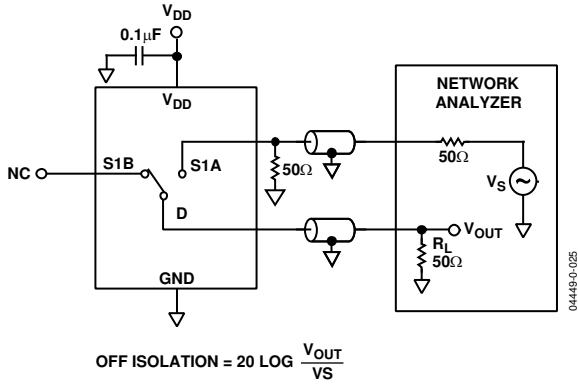 VDD
0.1µF
VDD
NETWORK
ANALYZER
NC
S1B
S1A
50Ω
50Ω
VS
D
VOUT
RL
50Ω
GND
04449-0-025
OFF ISOLATION = 20 LOG VOUT
VS